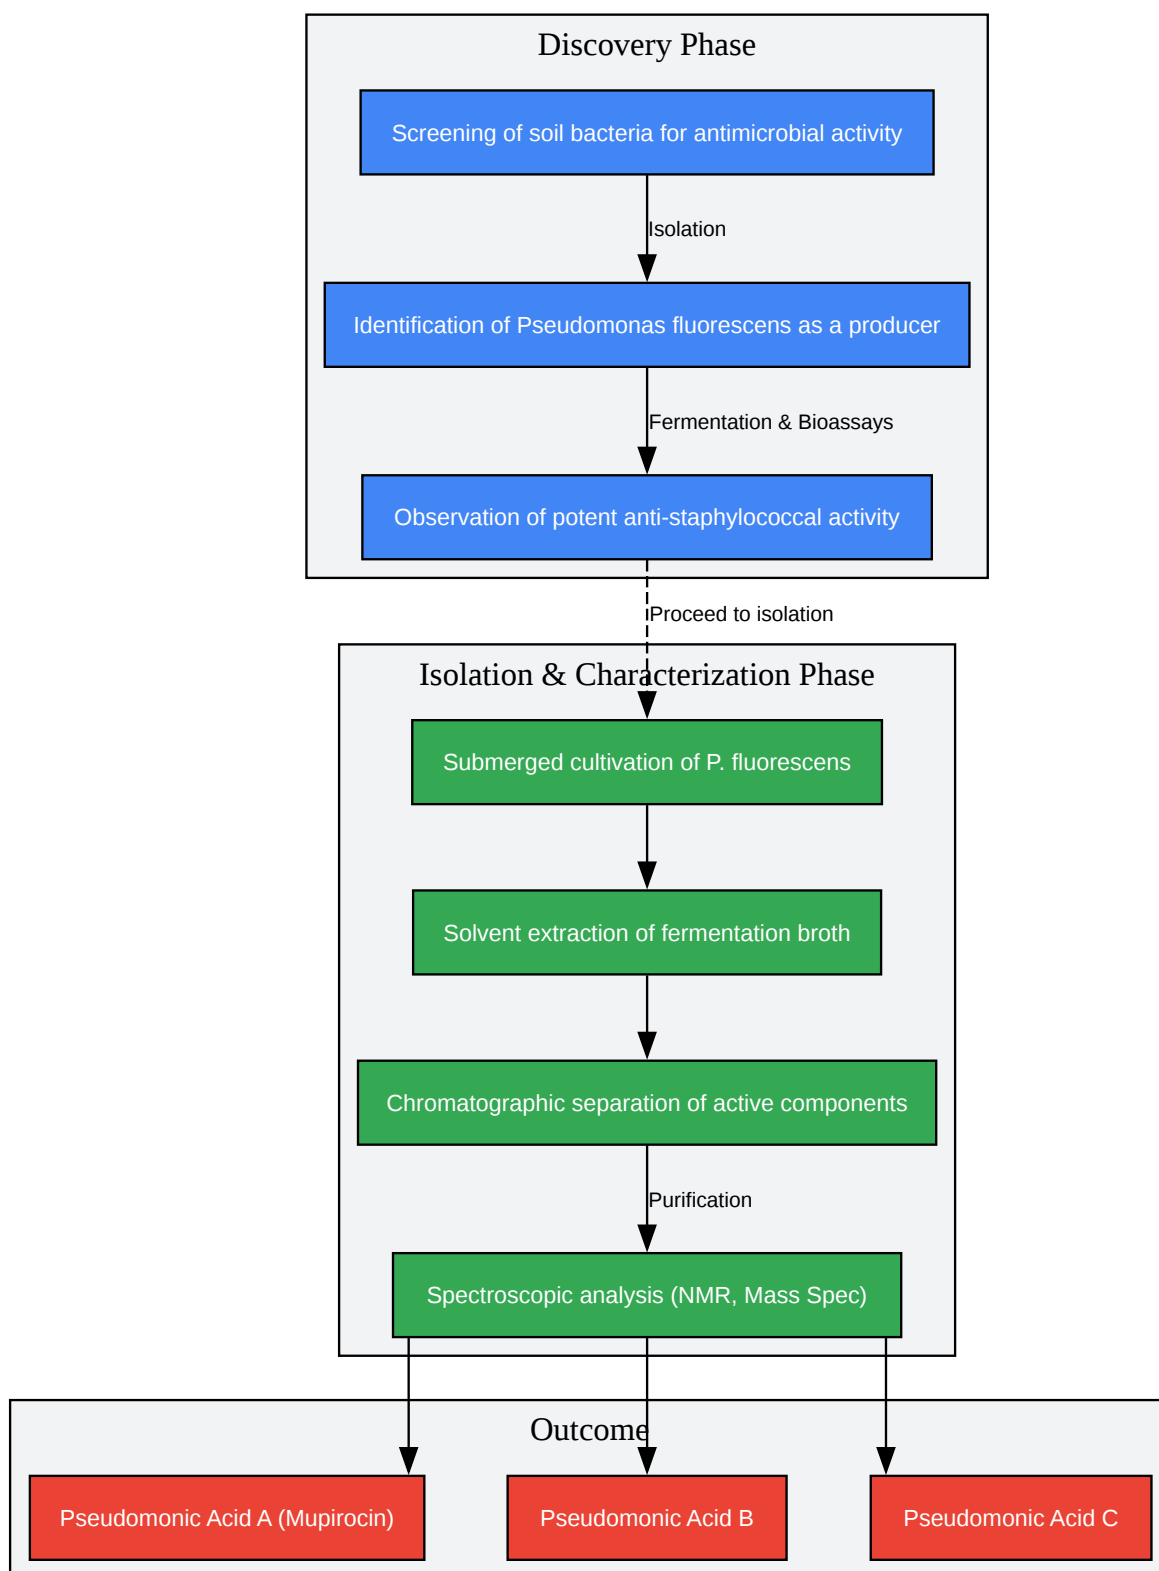 Discovery Phase
Screening of soil bacteria for antimicrobial activity
Isolation
Identification of Pseudomonas fluorescens as a producer
Fermentation & Bioassays
Observation of potent anti-staphylococcal activity
Proceed to isolation
Isolation & Characterization Phase
Submerged cultivation of P. fluorescens
Solvent extraction of fermentation broth
Chromatographic separation of active components
Purification
Spectroscopic analysis (NMR, Mass Spec)
Outcome
Pseudomonic Acid A (Mupirocin)
Pseudomonic Acid B
Pseudomonic Acid C